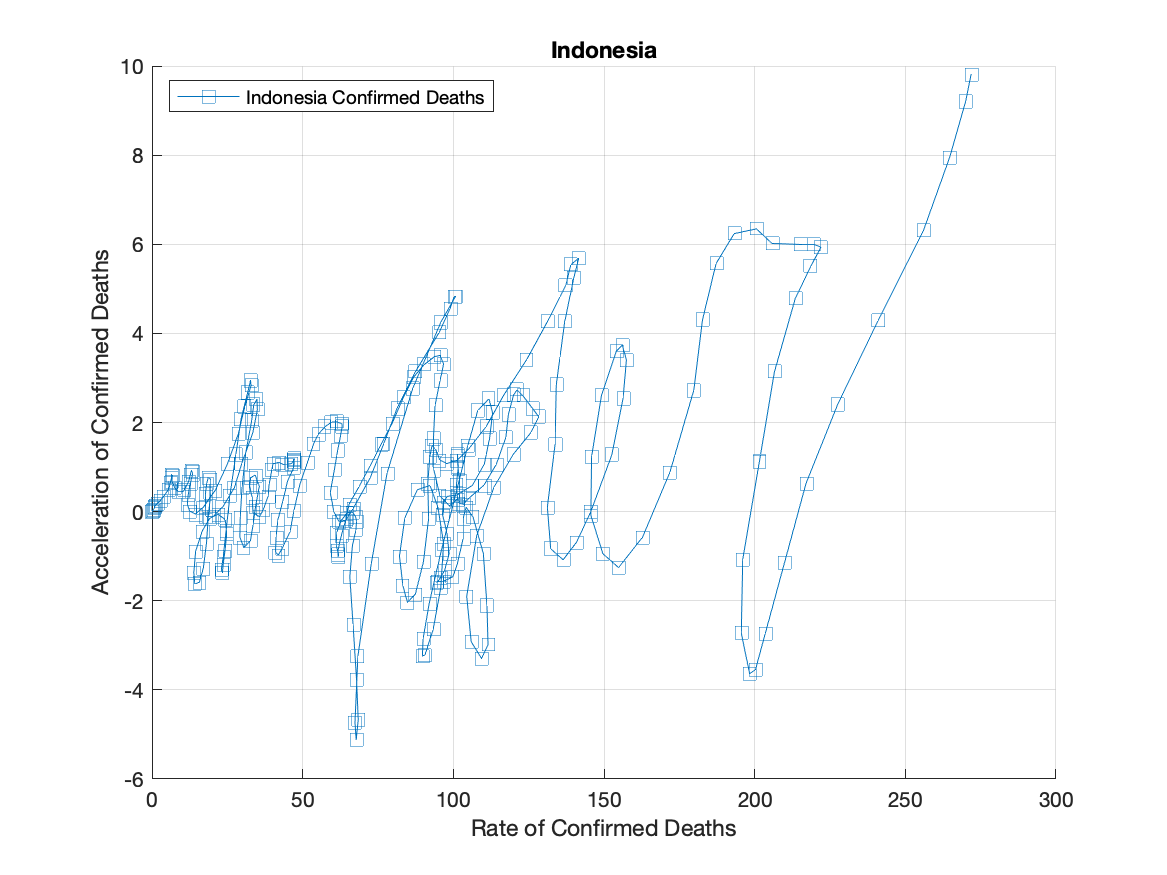 Indonesia
Indonesia Confirmed Deaths
10
8
6
4
2
0
-2
-4
-6
Acceleration of Confirmed Deaths
0 50 100 150 200 250 300
Rate of Confirmed Deaths